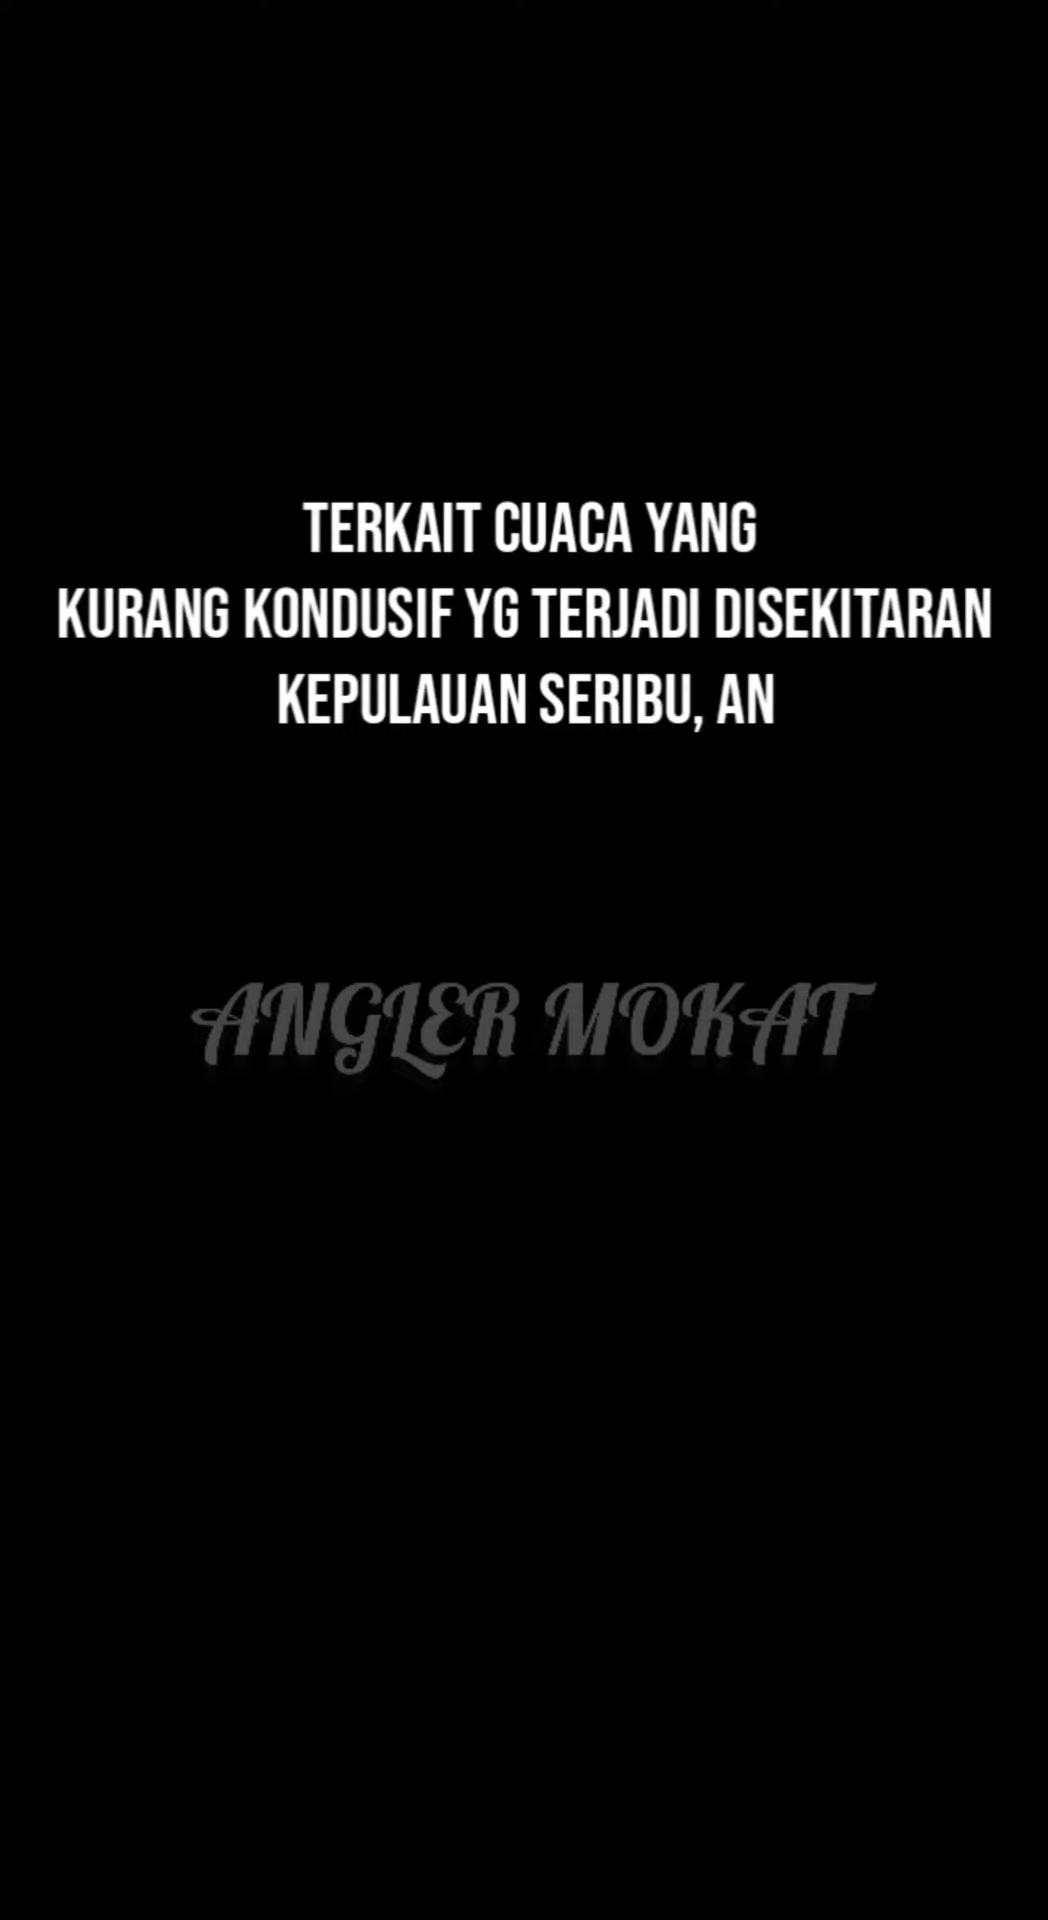 TERKAIT CUACA YANG
KURANG KONDUSIF YG TERJADI DISEKITARAN
KEPULAUAN SERIBU, AN
ANGLER MOKAT